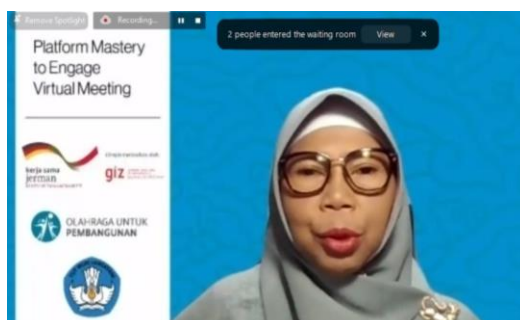 Remove Spotlight
Recording...
2 people entered the waiting room
View
Platform Mastery
to Engage
Virtual Meeting
kerja sama
jerman
giz
OLAHRAGA UNTUK
PEMBANGUNAN